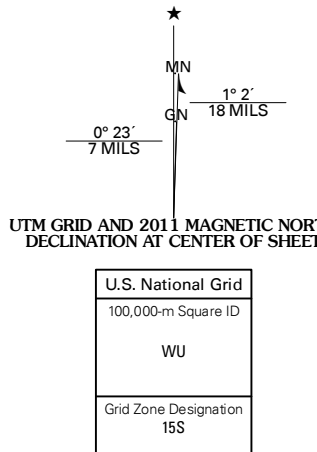 ★
MN
GN
1° 2´
18 MILS
0° 23´
7 MILS
UTM GRID AND 2011 MAGNETIC NORT
DECLINATION AT CENTER OF SHEET
U.S. National Grid
100,000-m Square ID
WU
Grid Zone Designation
15S